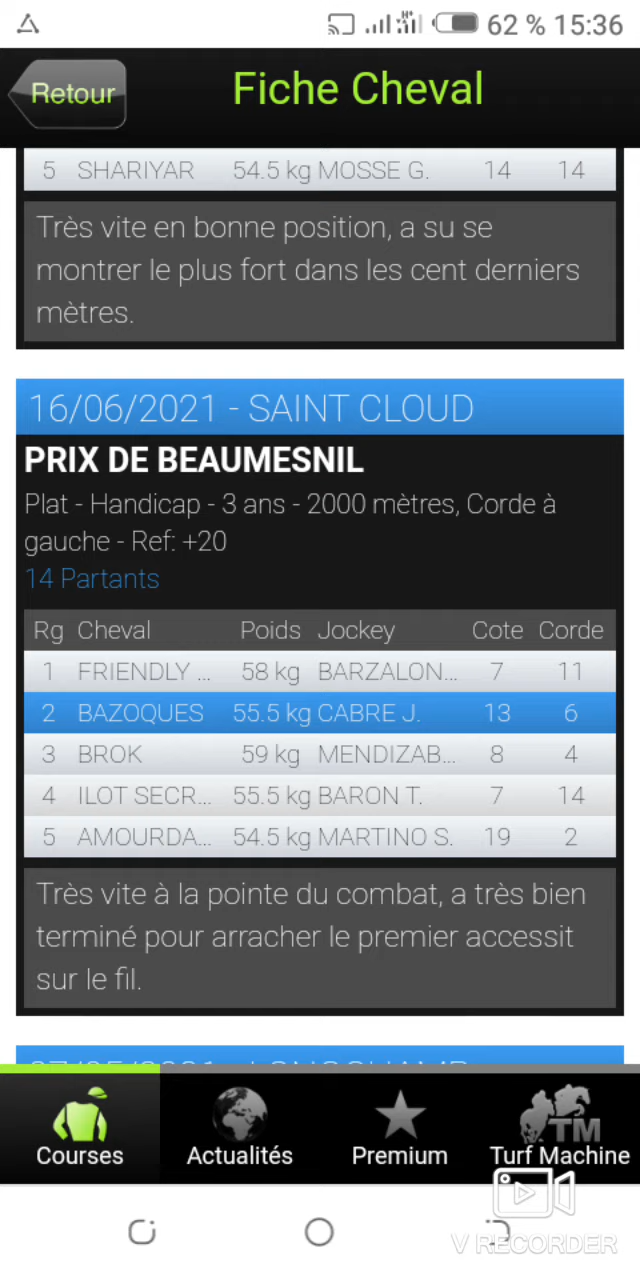 62 % 15:36
Retour
Fiche Cheval
5 SHARIYAR 54.5 kg MOSSE G. 14 14
Très vite en bonne position, a su se
montrer le plus fort dans les cent derniers
mètres.
16/06/2021 - SAINT CLOUD
PRIX DE BEAUMESNIL
Plat - Handicap - 3 ans - 2000 mètres, Corde à
gauche - Ref: +20
14 Partants
Rg Cheval Poids Jockey Cote Corde
1 FRIENDLY ... 58 kg BARZALON... 7 11
2 BAZOQUES 55.5 kg CABRE J. 13 6
3 BROK 59 kg MENDIZAB... 8 4
4 ILOT SECR... 55.5 kg BARON T. 7 14
5 AMOURDA... 54.5 kg MARTINO S. 19 2
Très vite à la pointe du combat, a très bien
terminé pour arracher le premier accessit
sur le fil.
TM
Courses Actualités Premium Turf Machine
V RECORDER